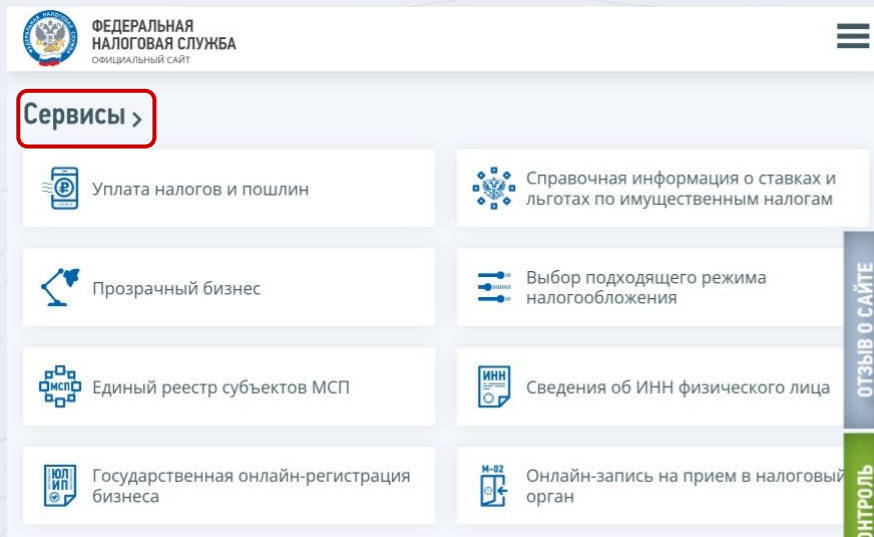 ФЕДЕРАЛЬНАЯ
НАЛОГОВАЯ СЛУЖБА
ОФИЦИАЛЬНЫЙ САЙТ
Сервисы >
Уплата налогов и пошлин
Справочная информация о ставках и
льготах по имущественным налогам
Прозрачный бизнес
Выбор подходящего режима
налогообложения
МСП
Единый реестр субъектов МСП
ИНН
Сведения об ИНН физического лица
ЮЛ
ИП
Государственная онлайн-регистрация
бизнеса
М-02
Онлайн-запись на прием в налоговый
орган
ОТЗЫВ О САЙТЕ